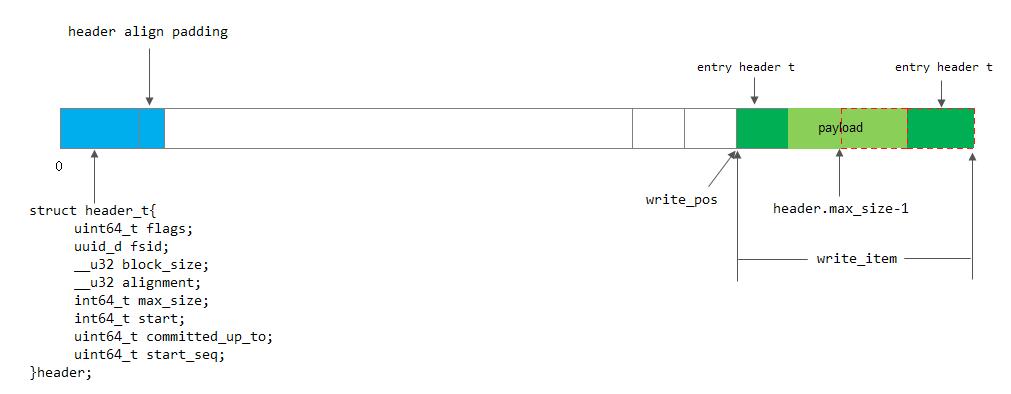 header align padding
entry header t
entry header t
payload
0
write_pos
header.max_size-1
write_item
struct header_t{
uint64_t flags;
uuid_d fsid;
__u32 block_size;
__u32 alignment;
int64_t max_size;
int64_t start;
uint64_t committed_up_to;
uint64_t start_seq;
}header;